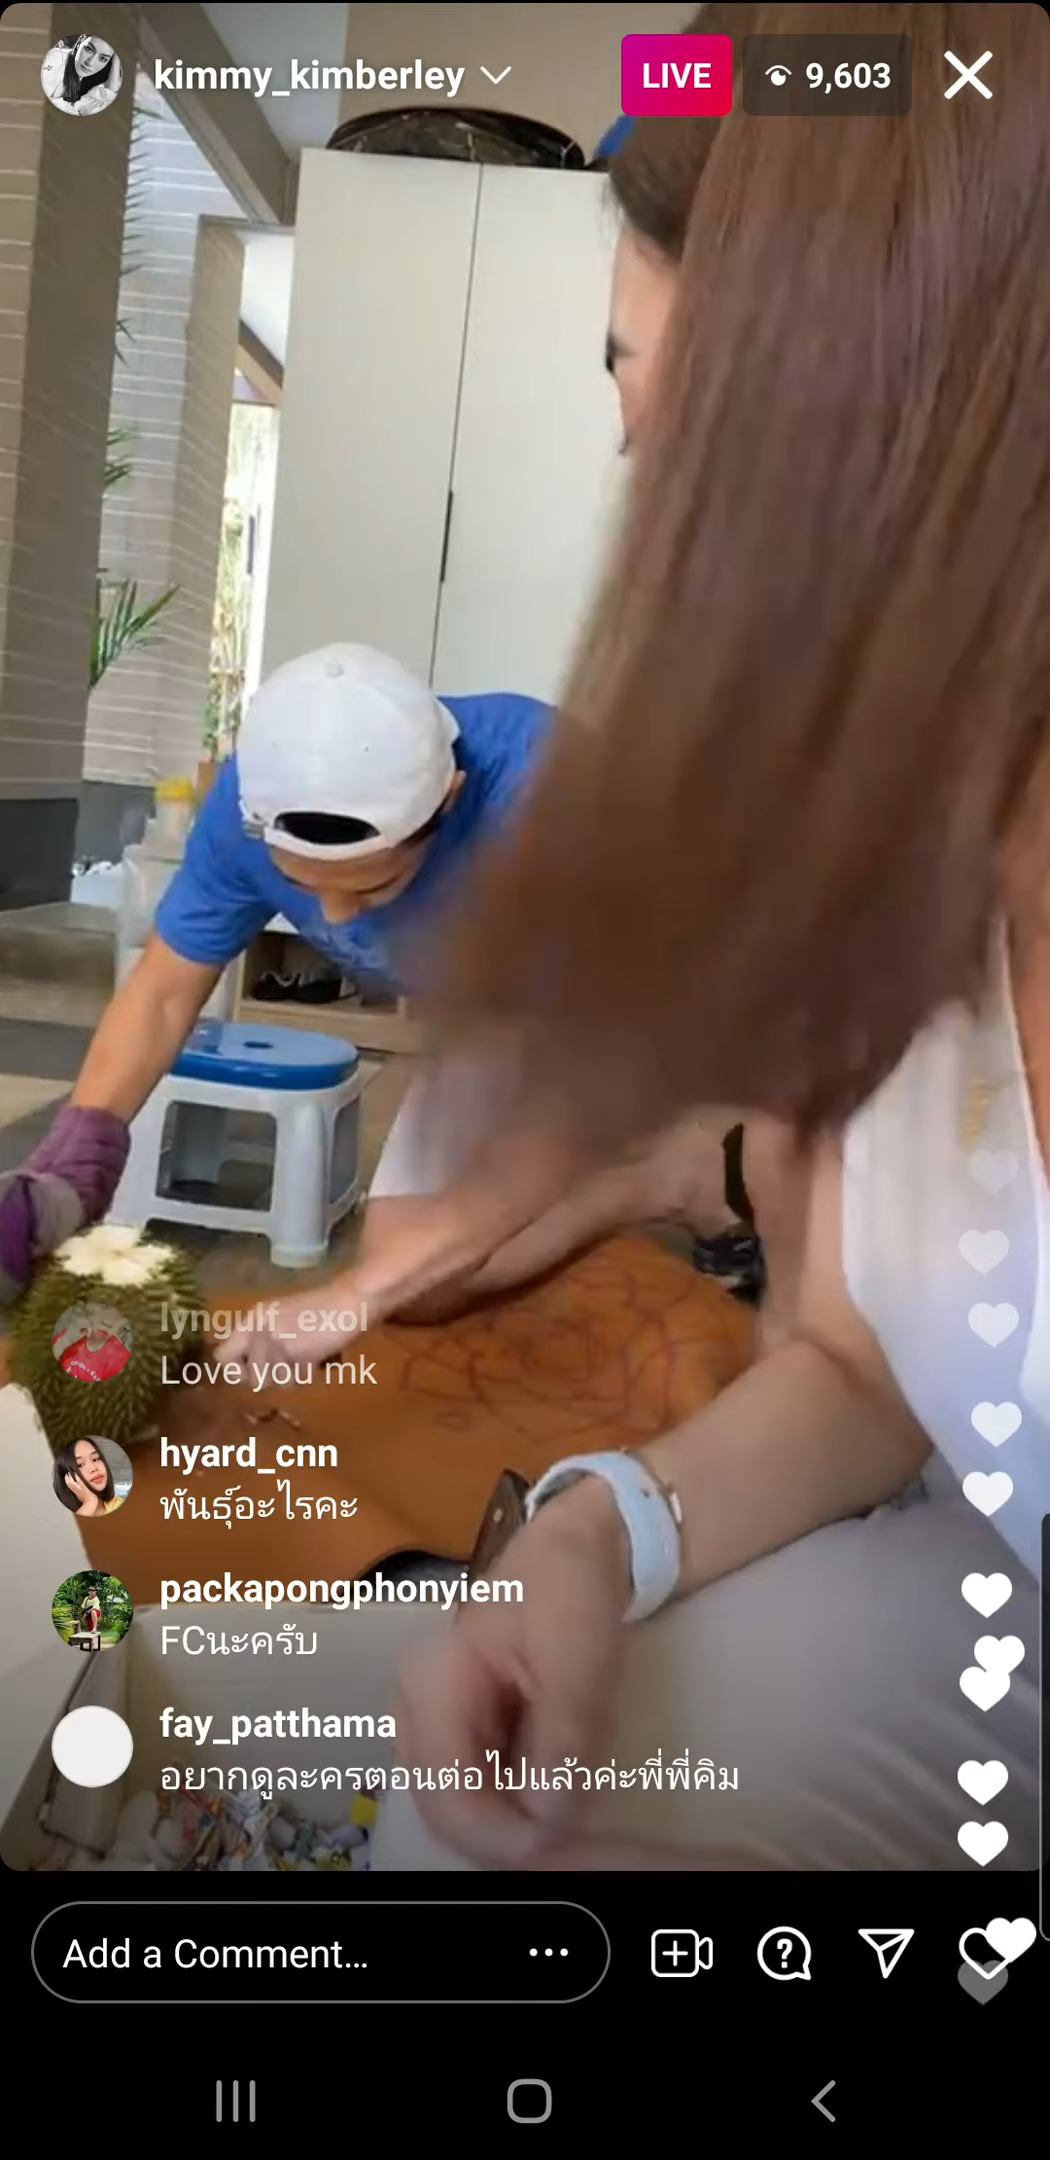 kimmy_kimberley
LIVE
9,603
lyngulf_exol
Love you mk
hyard_cnn
พันธุ์อะไรคะ
packapongphonyiem
FCนะครับ
fay_patthama
อยากดูละครตอนต่อไปแล้วค่ะพี่พี่คิม
Add a Comment...